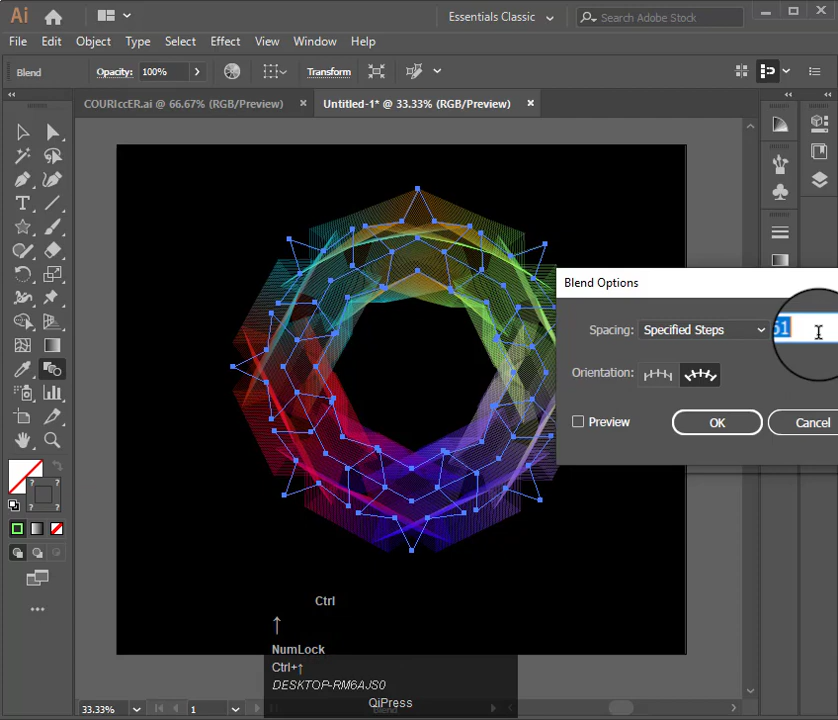 Ai
Essentials Classic
Search Adobe Stock
File Edit Object Type Select Effect View Window Help
Blend
Opacity: 100%
Transform
COURIccER.ai @ 66.67% (RGB/Preview) ×
Untitled-1* @ 33.33% (RGB/Preview) ×
Blend Options
Spacing: Specified Steps
Orientation:
Preview
OK
Cancel
Ctrl
↑
NumLock
Ctrl+↑
DESKTOP-RM6AJS0
QiPress
33.33%
1